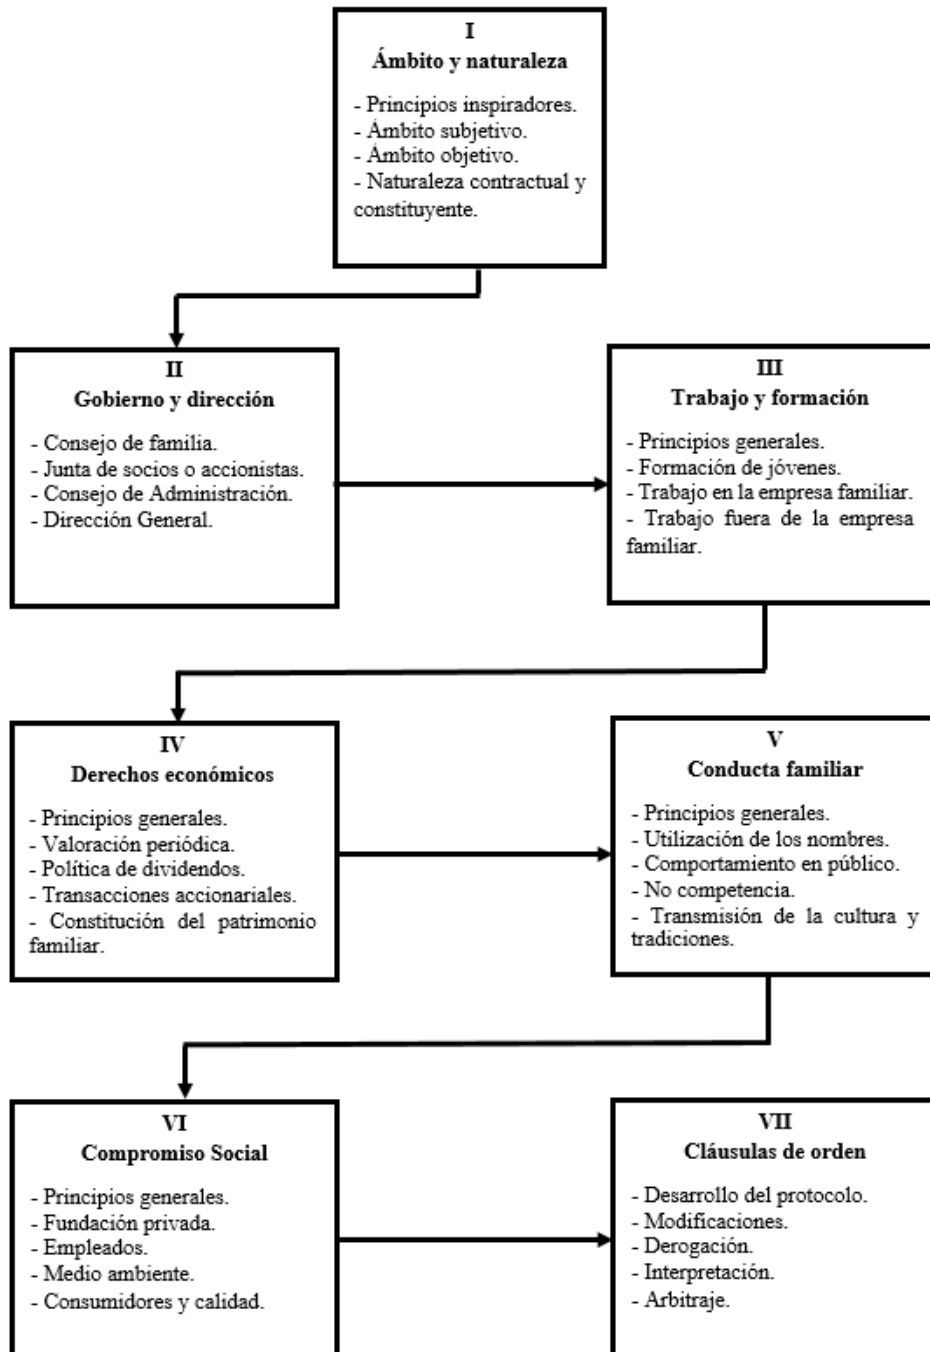 I
Ámbito y naturaleza
- Principios inspiradores.
- Ámbito subjetivo.
- Ámbito objetivo.
- Naturaleza contractual y
constituyente.
II
Gobierno y dirección
- Consejo de familia.
- Junta de socios o accionistas.
- Consejo de Administración.
- Dirección General.
III
Trabajo y formación
- Principios generales.
- Formación de jóvenes.
- Trabajo en la empresa familiar.
- Trabajo fuera de la empresa
familiar.
IV
Derechos económicos
- Principios generales.
- Valoración periódica.
- Política de dividendos.
- Transacciones accionariales.
- Constitución del patrimonio
familiar.
V
Conducta familiar
- Principios generales.
- Utilización de los nombres.
- Comportamiento en público.
- No competencia.
- Transmisión de la cultura y
tradiciones.
VI
Compromiso Social
- Principios generales.
- Fundación privada.
- Empleados.
- Medio ambiente.
- Consumidores y calidad.
VII
Cláusulas de orden
- Desarrollo del protocolo.
- Modificaciones.
- Derogación.
- Interpretación.
- Arbitraje.